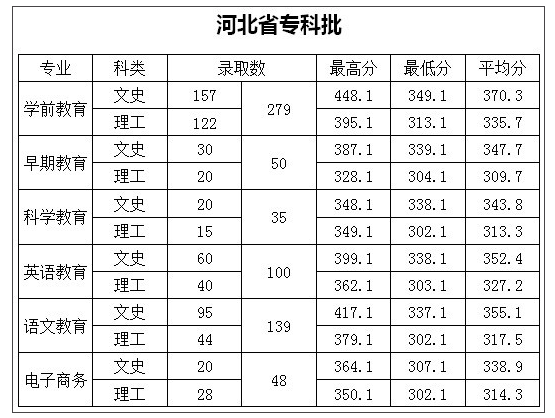 河北省专科批
专业 科类 录取数 最高分 最低分 平均分
学前教育 文史 157 279 448.1 349.1 370.3
理工 122 395.1 313.1 335.7
早期教育 文史 30 50 387.1 339.1 347.7
理工 20 328.1 304.1 309.7
科学教育 文史 20 35 348.1 338.1 343.8
理工 15 349.1 302.1 313.3
英语教育 文史 60 100 399.1 338.1 352.4
理工 40 362.1 303.1 327.2
语文教育 文史 95 139 417.1 337.1 355.1
理工 44 379.1 302.1 317.5
电子商务 文史 20 48 364.1 307.1 338.9
理工 28 350.1 302.1 314.3